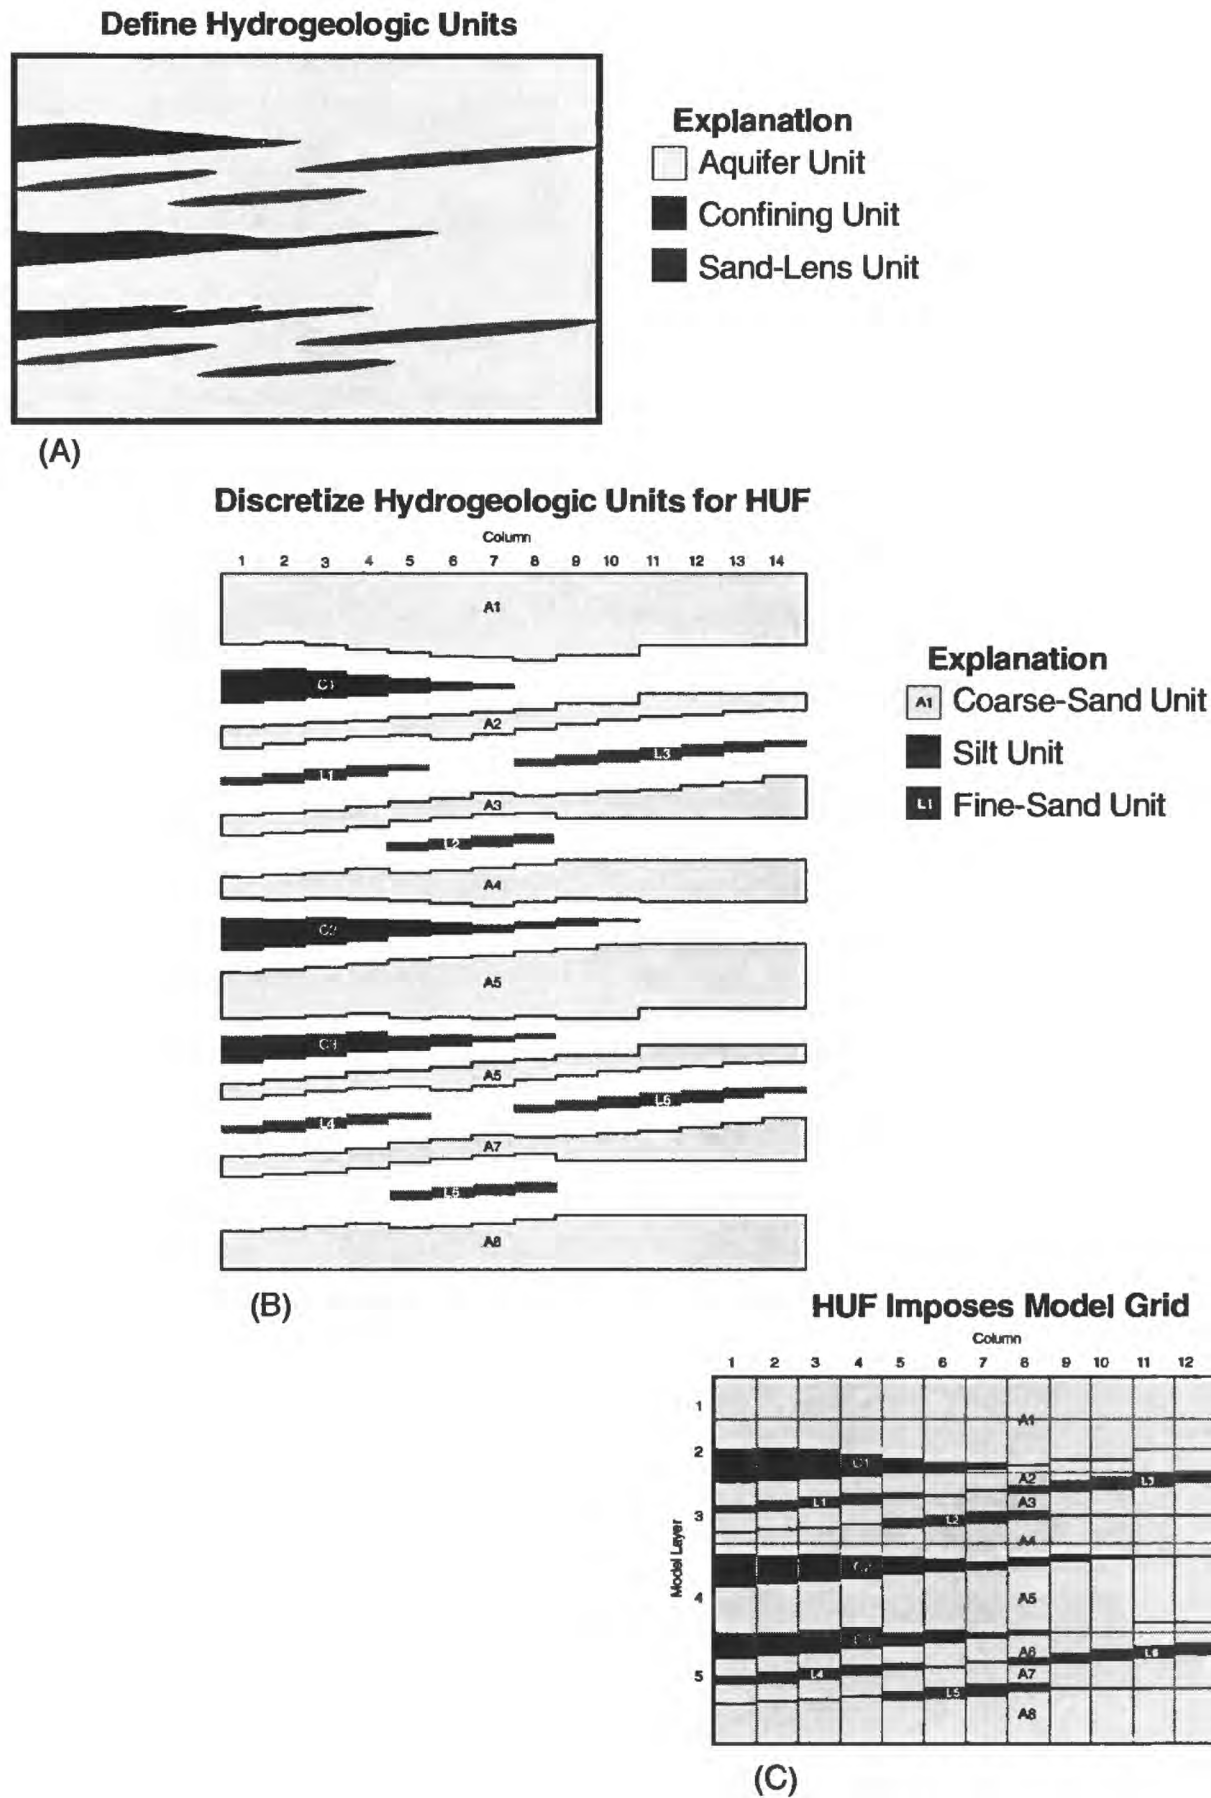 Define Hydrogeologic Units
Explanation
Aquifer Unit
Confining Unit
Sand-Lens Unit
(A)
Discretize Hydrogeologic Units for HUF
Column
1 2 3 4 5 6 7 8 9 10 11 12 13 14
A1
C1
A2
L3
L1
A3
L2
A4
C2
A5
C3
A5
L6
L4
A7
L5
A8
Explanation
A1 Coarse-Sand Unit
Silt Unit
L1 Fine-Sand Unit
(B)
HUF Imposes Model Grid
Column
1 2 3 4 5 6 7 8 9 10 11 12
Model Layer
1
A1
2
C1
A2
L3
L1
A3
3
L2
A4
C2
4
A5
A6
L6
L4
A7
5
L5
A8
(C)